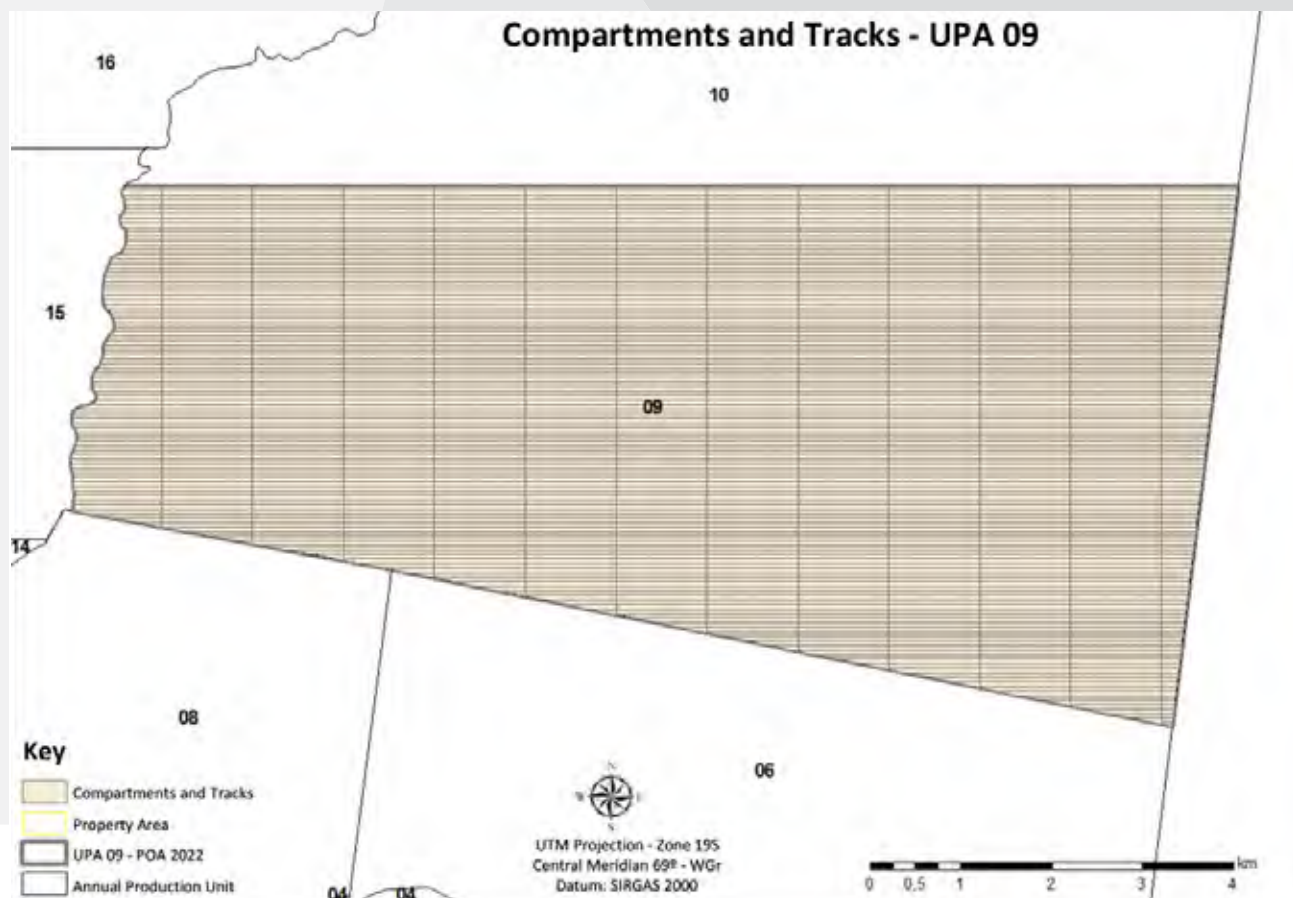 Compartments and Tracks - UPA 09
16
10
15
09
14
08
06
Key
Compartments and Tracks
Property Area
UPA 09 - POA 2022
Annual Production Unit
04
04
N
UTM Projection - Zone 19S
Central Meridian 69º - WGr
Datum: SIRGAS 2000
km
0 0,5 1 2 3 4